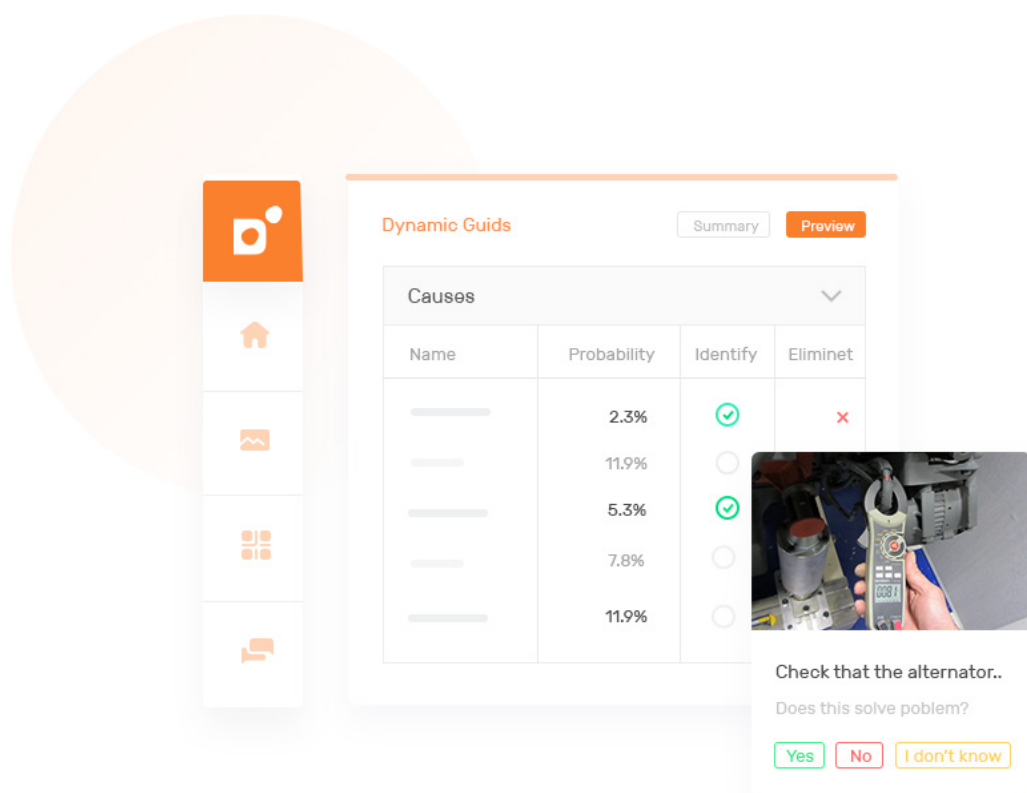 Dynamic Guids
Summary Preview
Causes
Name Probability Identify Eliminet
2.3%
11.9%
5.3%
7.8%
11.9%
Check that the alternator..
Does this solve poblem?
Yes No I don't know